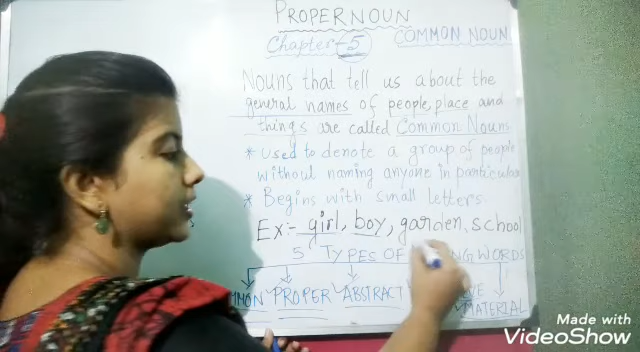 PROPER NOUN
Chapter-5 COMMON NOUN
Nouns that tell us about the
general names of people, place and
things are called Common Nouns
* Used to denote a group of people
without naming anyone in particular
* Begins with small letters.
Ex:- girl, boy, garden, school
5 TYPES OF WORDS
PROPER ABSTRACT MATERIAL
Made with
VideoShow